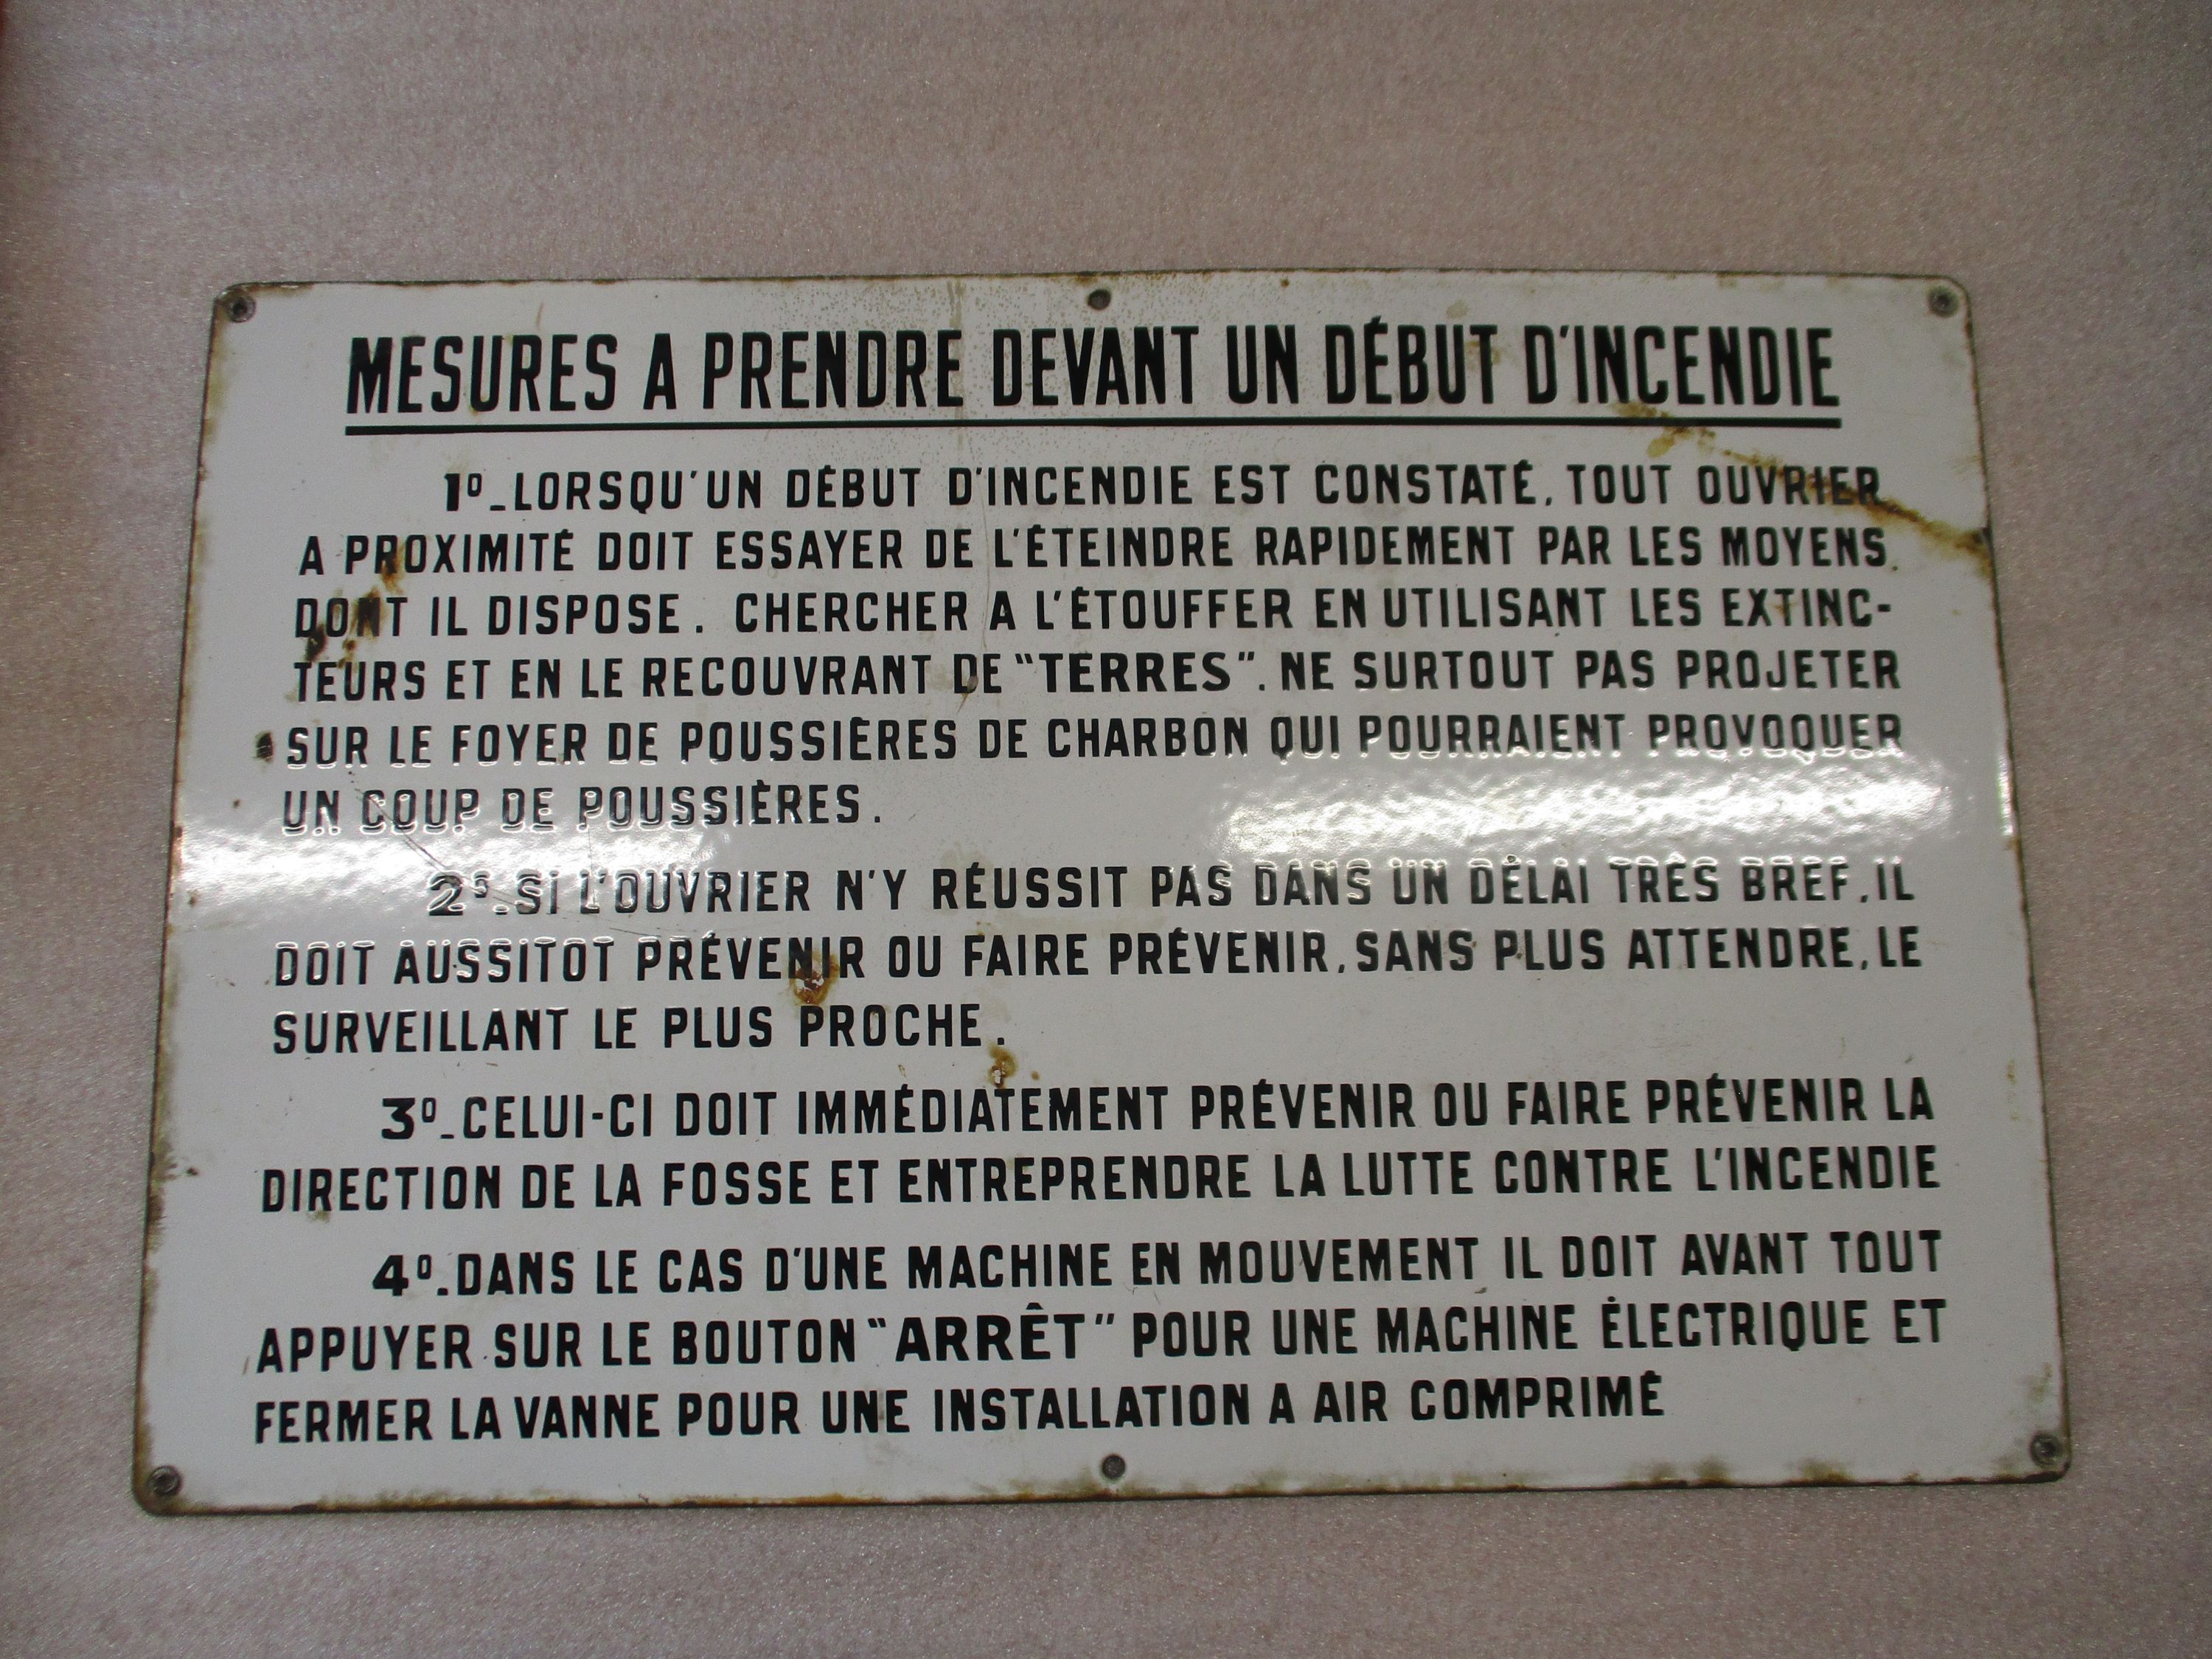 MESURES A PRENDRE DEVANT UN DÉBUT D'INCENDIE
1º_LORSQU'UN DÉBUT D'INCENDIE EST CONSTATÉ, TOUT OUVRIER
A PROXIMITÉ DOIT ESSAYER DE L'ÉTEINDRE RAPIDEMENT PAR LES MOYENS
DONT IL DISPOSE. CHERCHER A L'ÉTOUFFER EN UTILISANT LES EXTINC-
TEURS ET EN LE RECOUVRANT DE "TERRES". NE SURTOUT PAS PROJETER
SUR LE FOYER DE POUSSIÈRES DE CHARBON QUI POURRAIENT PROVOQUER
UN COUP DE POUSSIÈRES.
2º_SI L'OUVRIER N'Y RÉUSSIT PAS DANS UN DÉLAI TRÈS BREF, IL
DOIT AUSSITOT PRÉVENIR OU FAIRE PRÉVENIR, SANS PLUS ATTENDRE, LE
SURVEILLANT LE PLUS PROCHE.
3º_CELUI-CI DOIT IMMÉDIATEMENT PRÉVENIR OU FAIRE PRÉVENIR LA
DIRECTION DE LA FOSSE ET ENTREPRENDRE LA LUTTE CONTRE L'INCENDIE
4º_DANS LE CAS D'UNE MACHINE EN MOUVEMENT IL DOIT AVANT TOUT
APPUYER SUR LE BOUTON "ARRÊT" POUR UNE MACHINE ÉLECTRIQUE ET
FERMER LA VANNE POUR UNE INSTALLATION A AIR COMPRIMÉ